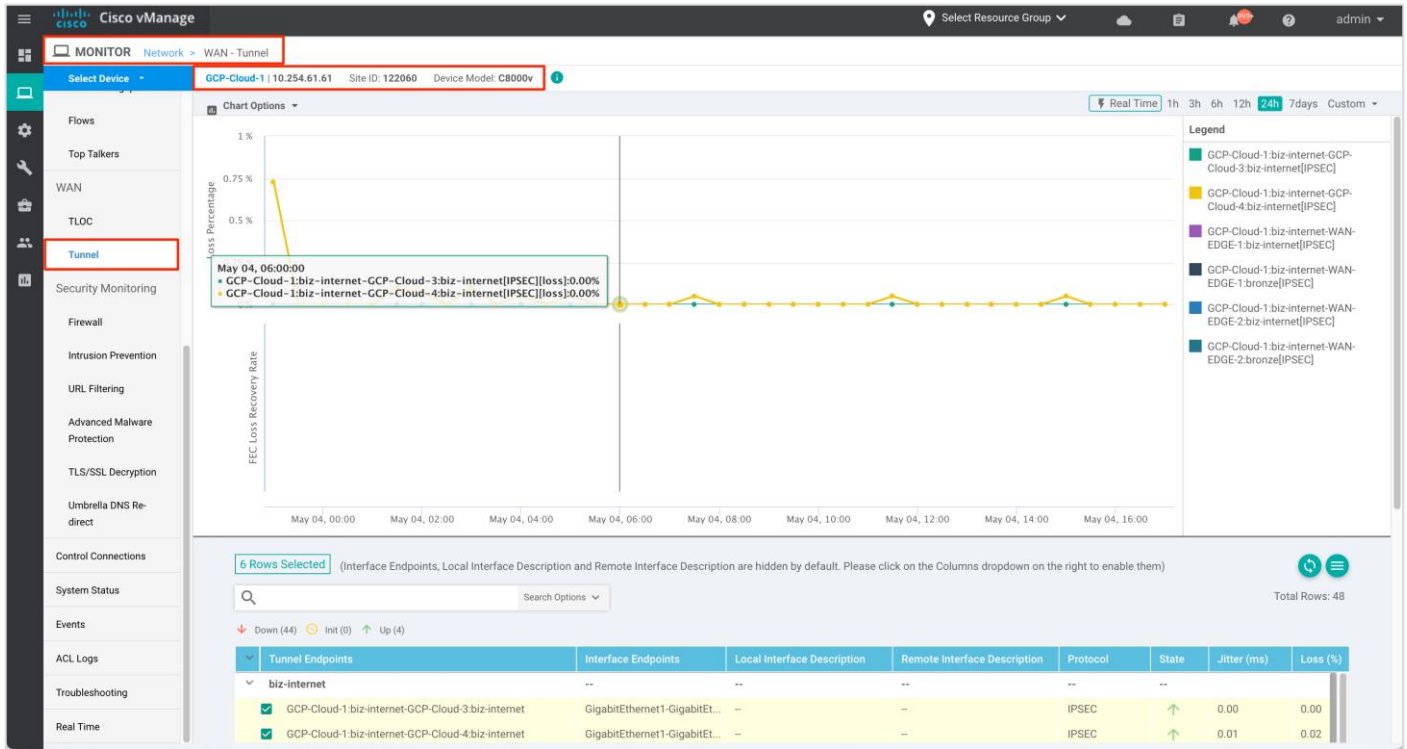 cisco Cisco vManage
Select Resource Group
admin
MONITOR Network > WAN - Tunnel
Select Device
GCP-Cloud-1 | 10.254.61.61 Site ID: 122060 Device Model: C8000v
Chart Options
Real Time 1h 3h 6h 12h 24h 7days Custom
Flows
Top Talkers
WAN
TLOC
Tunnel
Security Monitoring
Firewall
Intrusion Prevention
URL Filtering
Advanced Malware
Protection
TLS/SSL Decryption
Umbrella DNS Re-
direct
Control Connections
System Status
Events
ACL Logs
Troubleshooting
Real Time
1 %
0.75 %
0.5 %
Loss Percentage
May 04, 06:00:00
GCP-Cloud-1:biz-internet-GCP-Cloud-3:biz-internet[IPSEC][loss]:0.00%
GCP-Cloud-1:biz-internet-GCP-Cloud-4:biz-internet[IPSEC][loss]:0.00%
FEC Loss Recovery Rate
May 04, 00:00 May 04, 02:00 May 04, 04:00 May 04, 06:00 May 04, 08:00 May 04, 10:00 May 04, 12:00 May 04, 14:00 May 04, 16:00
Legend
GCP-Cloud-1:biz-internet-GCP-
Cloud-3:biz-internet[IPSEC]
GCP-Cloud-1:biz-internet-GCP-
Cloud-4:biz-internet[IPSEC]
GCP-Cloud-1:biz-internet-WAN-
EDGE-1:biz-internet[IPSEC]
GCP-Cloud-1:biz-internet-WAN-
EDGE-1:bronze[IPSEC]
GCP-Cloud-1:biz-internet-WAN-
EDGE-2:biz-internet[IPSEC]
GCP-Cloud-1:biz-internet-WAN-
EDGE-2:bronze[IPSEC]
6 Rows Selected (Interface Endpoints, Local Interface Description and Remote Interface Description are hidden by default. Please click on the Columns dropdown on the right to enable them)
Search Options
Total Rows: 48
Down (44) Init (0) Up (4)
Tunnel Endpoints Interface Endpoints Local Interface Description Remote Interface Description Protocol State Jitter (ms) Loss (%)
biz-internet -- -- -- -- --
GCP-Cloud-1:biz-internet-GCP-Cloud-3:biz-internet GigabitEthernet1-GigabitEt... -- -- IPSEC 0.00 0.00
GCP-Cloud-1:biz-internet-GCP-Cloud-4:biz-internet GigabitEthernet1-GigabitEt... -- -- IPSEC 0.01 0.02